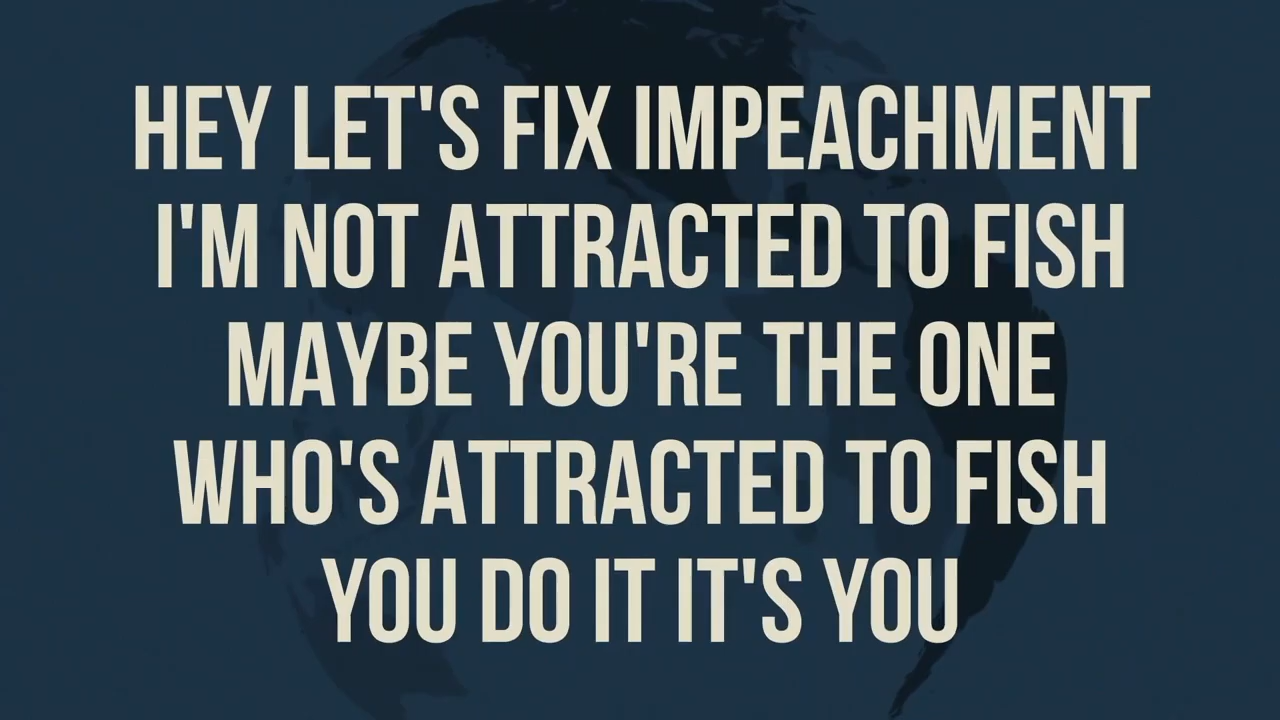 HEY LET'S FIX IMPEACHMENT
I'M NOT ATTRACTED TO FISH
MAYBE YOU'RE THE ONE
WHO'S ATTRACTED TO FISH
YOU DO IT IT'S YOU